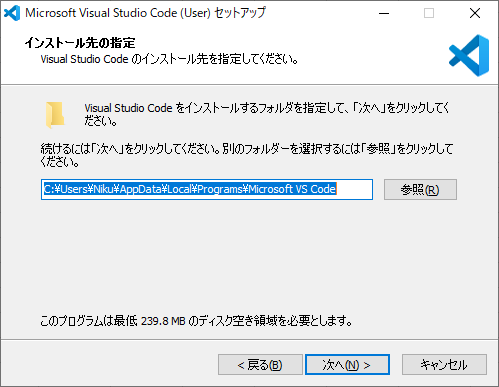 Microsoft Visual Studio Code (User) セットアップ
インストール先の指定
Visual Studio Code のインストール先を指定してください。
Visual Studio Code をインストールするフォルダを指定して、「次へ」をクリックしてく
ださい。
続けるには「次へ」をクリックしてください。別のフォルダーを選択するには「参照」をクリックして
ください。
C:¥Users¥Niku¥AppData¥Local¥Programs¥Microsoft VS Code
参照(R)
このプログラムは最低 239.8 MB のディスク空き領域を必要とします。
< 戻る(B)
次へ(N) >
キャンセル